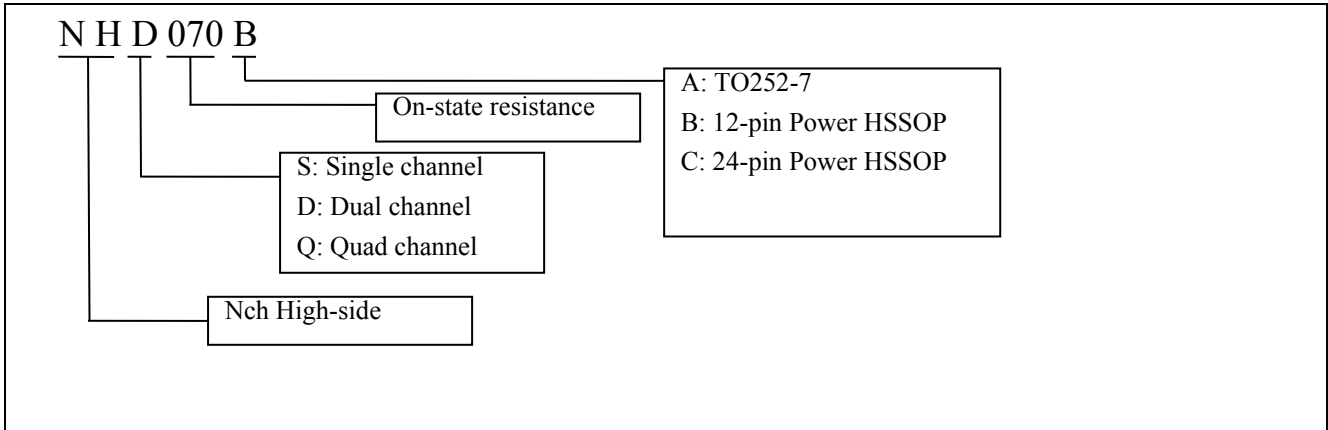 N H D 070 B
A: TO252-7
B: 12-pin Power HSSOP
C: 24-pin Power HSSOP
On-state resistance
S: Single channel
D: Dual channel
Q: Quad channel
Nch High-side